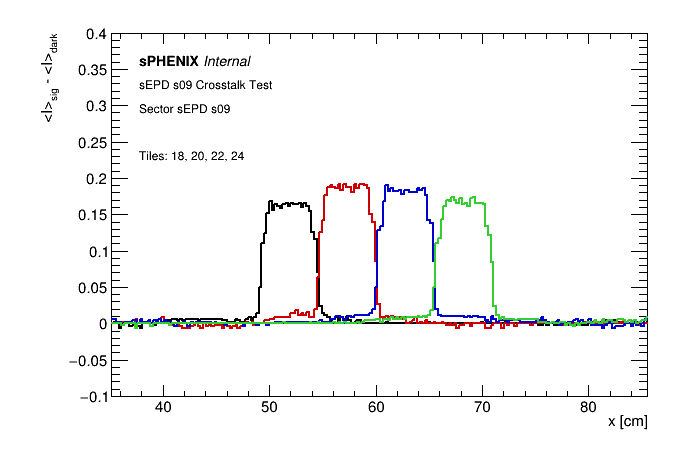 <I>sig - <I>dark
0.4
0.35
0.3
0.25
0.2
0.15
0.1
0.05
0
−0.05
−0.1
sPHENIX Internal
sEPD s09 Crosstalk Test
Sector sEPD s09
Tiles: 18, 20, 22, 24
40 50 60 70 80
x [cm]